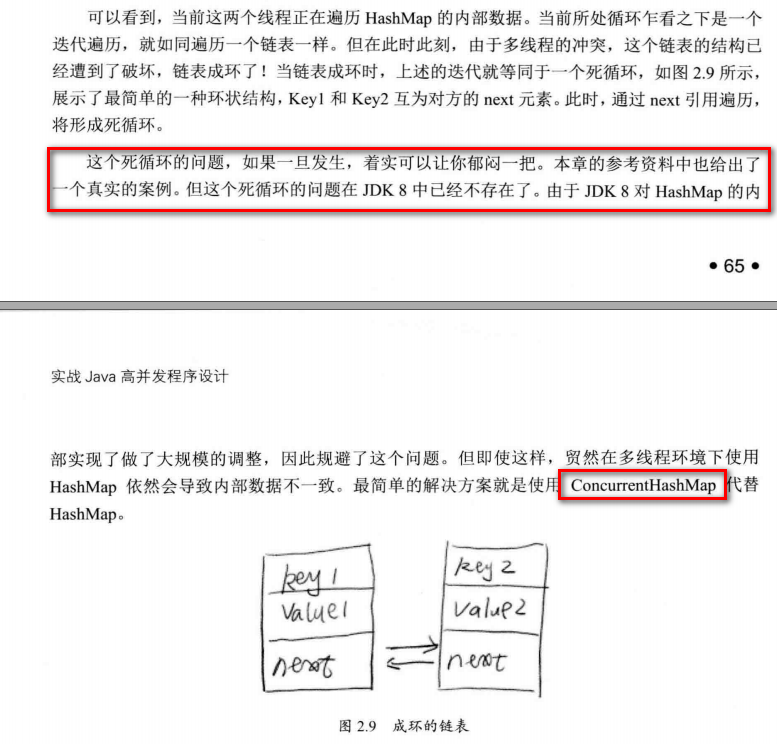 可以看到，当前这两个线程正在遍历 HashMap 的内部数据。当前所处循环乍看之下是一个
迭代遍历，就如同遍历一个链表一样。但在此时此刻，由于多线程的冲突，这个链表的结构已
经遭到了破坏，链表成环了！当链表成环时，上述的迭代就等同于一个死循环，如图 2.9 所示，
展示了最简单的一种环状结构，Key1 和 Key2 互为对方的 next 元素。此时，通过 next 引用遍历，
将形成死循环。
这个死循环的问题，如果一旦发生，着实可以让你郁闷一把。本章的参考资料中也给出了
一个真实的案例。但这个死循环的问题在 JDK 8 中已经不存在了。由于 JDK 8 对 HashMap 的内
• 65 •
实战 Java 高并发程序设计
部实现了做了大规模的调整，因此规避了这个问题。但即使这样，贸然在多线程环境下使用
HashMap 依然会导致内部数据不一致。最简单的解决方案就是使用 ConcurrentHashMap 代替
HashMap。
key1 key2
value1 value2
next next
图 2.9 成环的链表